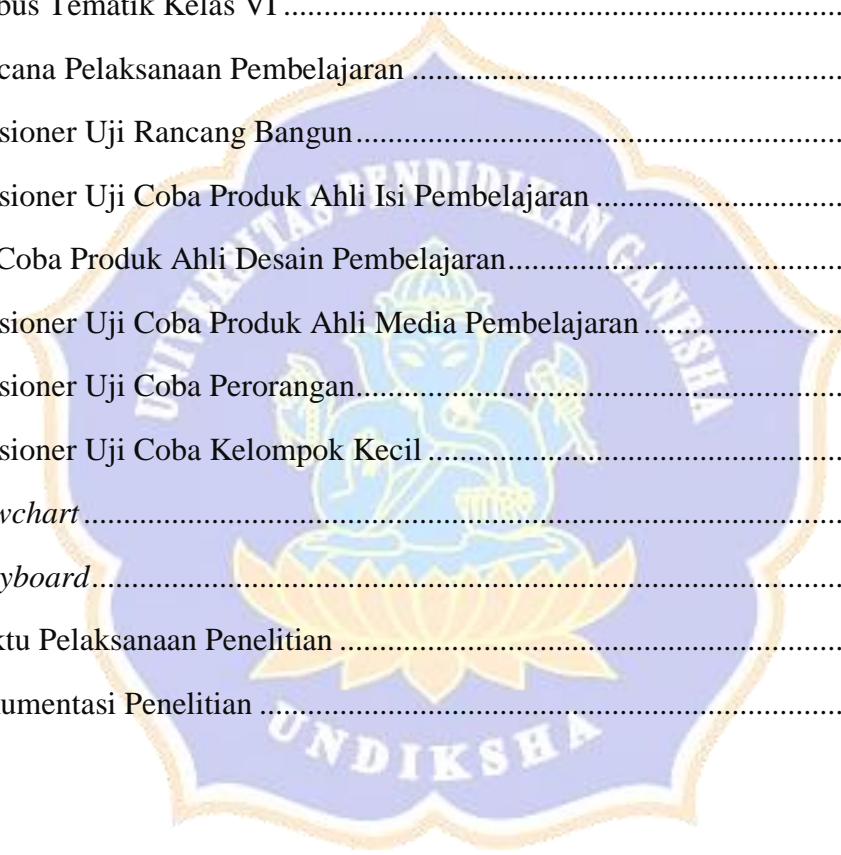 bus Tematik Kelas VI ........................................................................
cana Pelaksanaan Pembelajaran .......................................................
sioner Uji Rancang Bangun...............................................................
sioner Uji Coba Produk Ahli Isi Pembelajaran ................................
Coba Produk Ahli Desain Pembelajaran...........................................
sioner Uji Coba Produk Ahli Media Pembelajaran .........................
sioner Uji Coba Perorangan..............................................................
sioner Uji Coba Kelompok Kecil .....................................................
wchart ...............................................................................................
yboard..............................................................................................
ktu Pelaksanaan Penelitian ................................................................
umentasi Penelitian ..........................................................................
UNIVERSITAS PENDIDIKAN GANESHA
UNDIKSHA